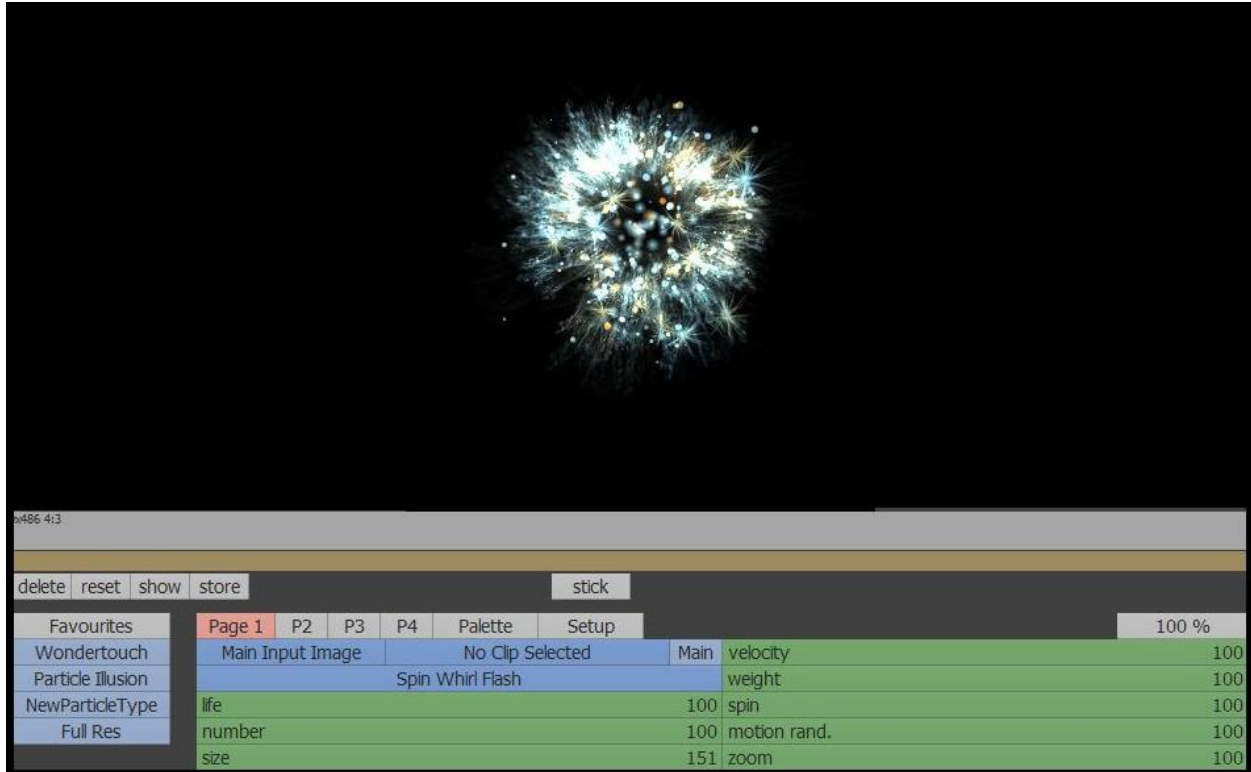 x486 4:3
delete reset show store stick
Favourites Page 1 P2 P3 P4 Palette Setup 100 %
Wondertouch Main Input Image No Clip Selected Main velocity 100
Particle Illusion Spin Whirl Flash weight 100
NewParticleType life 100 spin 100
Full Res number 100 motion rand. 100
size 151 zoom 100